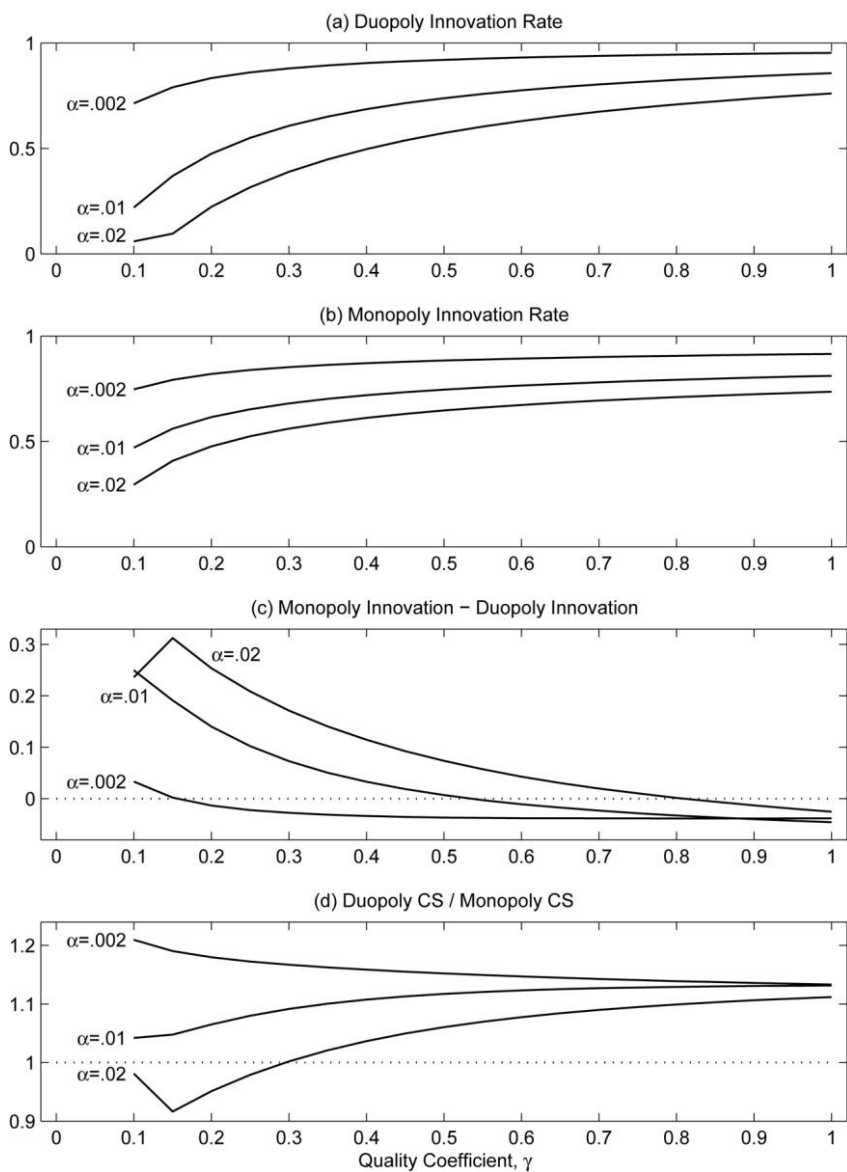 (a) Duopoly Innovation Rate
1
α=.002
0.5
α=.01
α=.02
0
0 0.1 0.2 0.3 0.4 0.5 0.6 0.7 0.8 0.9 1
(b) Monopoly Innovation Rate
1
α=.002
0.5
α=.01
α=.02
0
0 0.1 0.2 0.3 0.4 0.5 0.6 0.7 0.8 0.9 1
(c) Monopoly Innovation − Duopoly Innovation
0.3
α=.02
0.2
α=.01
0.1
α=.002
0
0 0.1 0.2 0.3 0.4 0.5 0.6 0.7 0.8 0.9 1
(d) Duopoly CS / Monopoly CS
α=.002
1.2
1.1
α=.01
1
α=.02
0.9
0 0.1 0.2 0.3 0.4 0.5 0.6 0.7 0.8 0.9 1
Quality Coefficient, γ